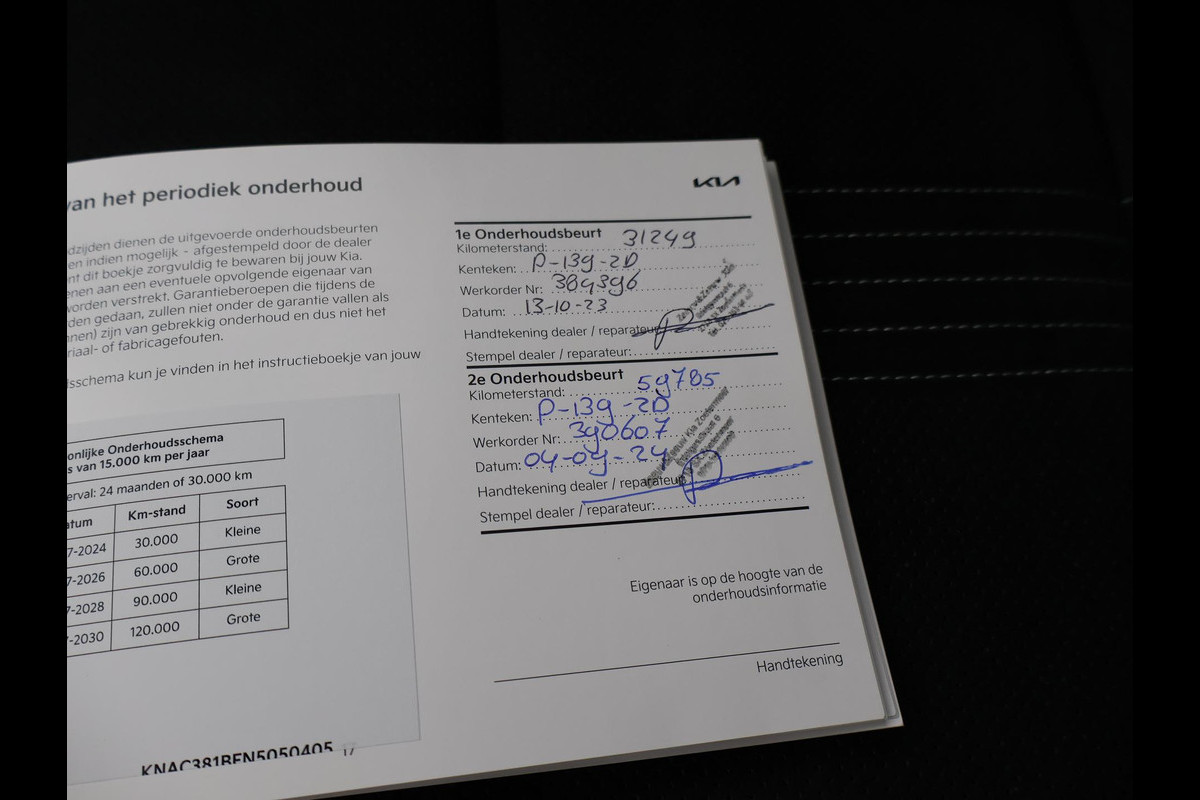 van het periodiek onderhoud
KIA
dzijden dienen de uitgevoerde onderhoudsbeurten
en indien mogelijk - afgestempeld door de dealer
nt dit boekje zorgvuldig te bewaren bij jouw Kia.
enen aan een eventuele opvolgende eigenaar van
worden verstrekt. Garantieberoepen die tijdens de
den gedaan, zullen niet onder de garantie vallen als
nen) zijn van gebrekkig onderhoud en dus niet het
riaal- of fabricagefouten.
sschema kun je vinden in het instructieboekje van jouw
onlijke Onderhoudsschema
s van 15.000 km per jaar
erval: 24 maanden of 30.000 km
atum Km-stand Soort
7-2024 30.000 Kleine
7-2026 60.000 Grote
7-2028 90.000 Kleine
-2030 120.000 Grote
KNAC381BFN5050405 17
1e Onderhoudsbeurt
Kilometerstand: 31249
Kenteken: P-139-2D
Werkorder Nr: 389396
Datum: 13-10-23
Handtekening dealer / reparateur
Stempel dealer / reparateur:
2e Onderhoudsbeurt
Kilometerstand: 59785
Kenteken: P-139-2D
Werkorder Nr: 390607
Datum: 04-09-24
Handtekening dealer / reparateur
Stempel dealer / reparateur:
Eigenaar is op de hoogte van de
onderhoudsinformatie
Handtekening